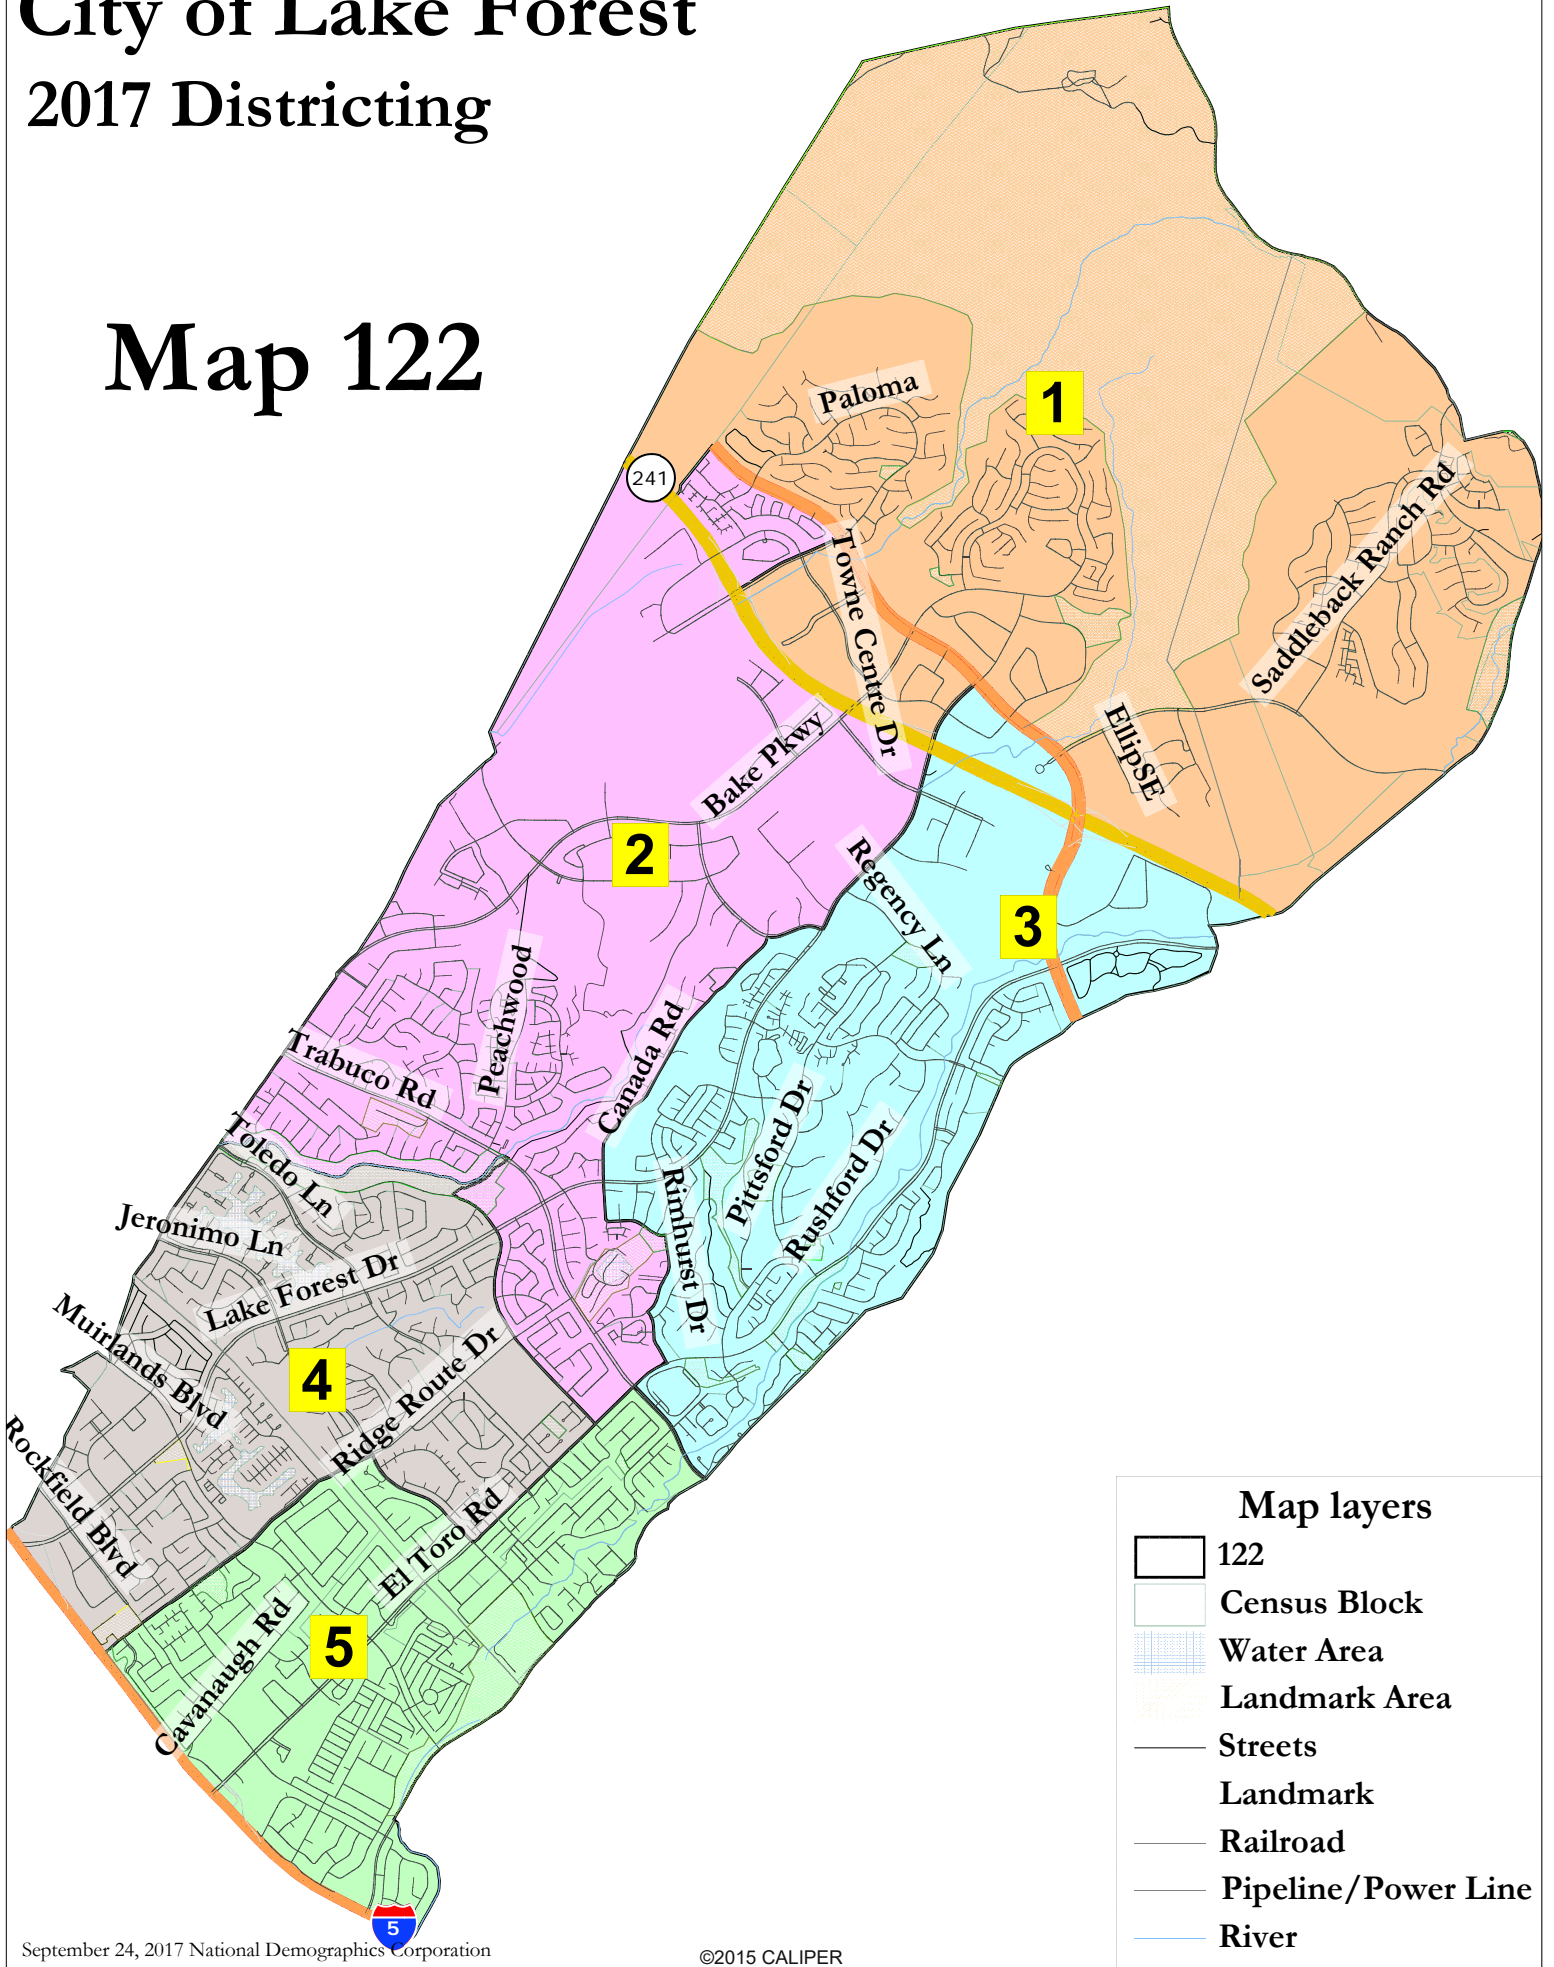 City of Lake Forest
2017 Districting
Map 122
Paloma
1
241
Towne Centre Dr
Saddleback Ranch Rd
EllipSE
Bake Pkwy
2
Regency Ln
3
Peachwood
Canada Rd
Trabuco Rd
Toledo Ln
Pittsford Dr
Rushford Dr
Rimhurst Dr
Jeronimo Ln
Lake Forest Dr
Muirlands Blvd
4
Ridge Route Dr
Rockfield Blvd
El Toro Rd
Cavanaugh Rd
5
5
Map layers
122
Census Block
Water Area
Landmark Area
Streets
Landmark
Railroad
Pipeline/Power Line
River
September 24, 2017 National Demographics Corporation
©2015 CALIPER